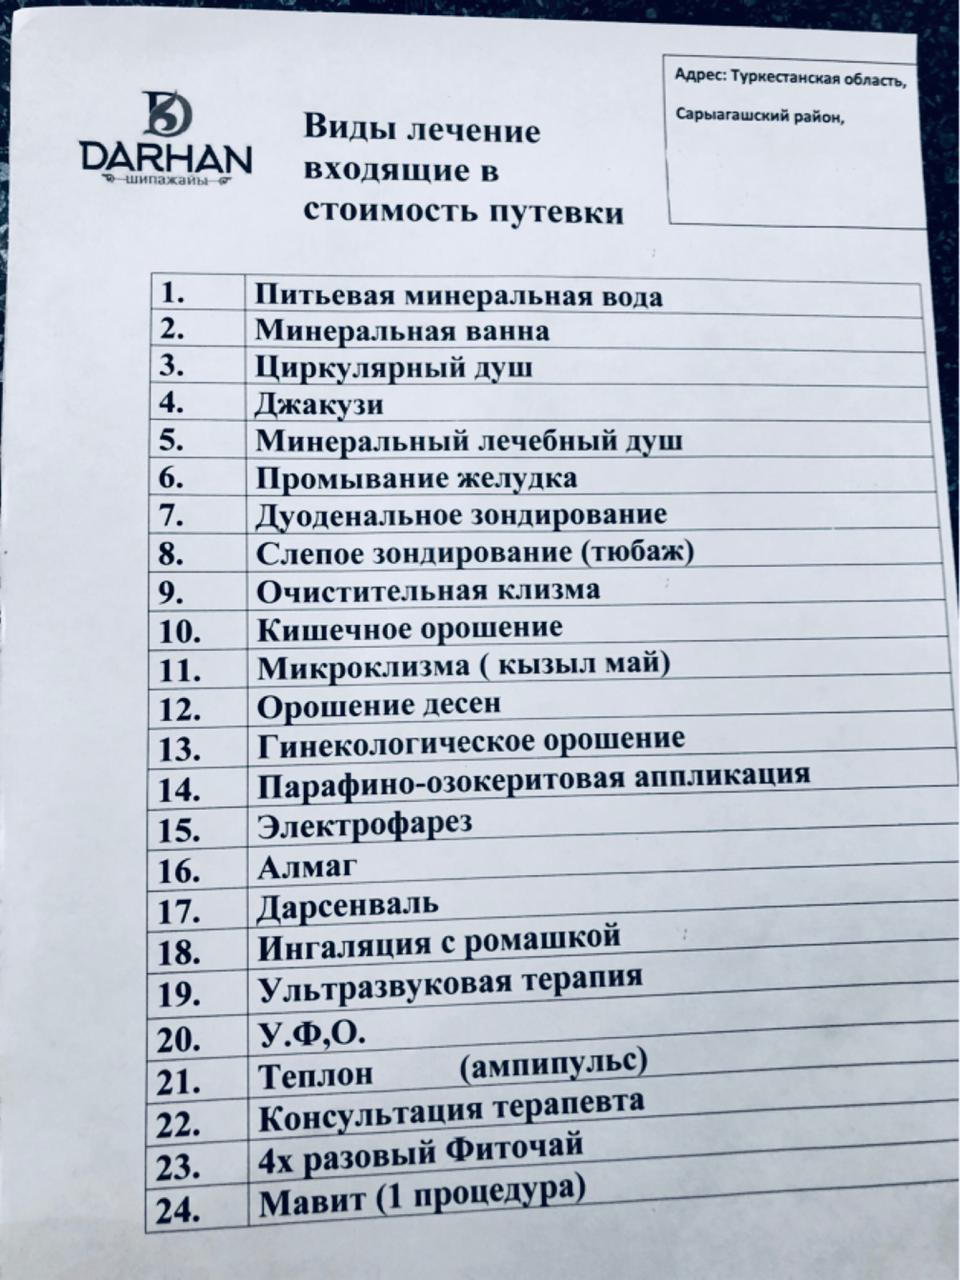 DARHAN
шипажайы
Виды лечение
входящие в
стоимость путевки
Адрес: Туркестанская область,
Сарыагашский район,
1. Питьевая минеральная вода
2. Минеральная ванна
3. Циркулярный душ
4. Джакузи
5. Минеральный лечебный душ
6. Промывание желудка
7. Дуоденальное зондирование
8. Слепое зондирование (тюбаж)
9. Очистительная клизма
10. Кишечное орошение
11. Микроклизма ( кызыл май)
12. Орошение десен
13. Гинекологическое орошение
14. Парафино-озокеритовая аппликация
15. Электрофарез
16. Алмаг
17. Дарсенваль
18. Ингаляция с ромашкой
19. Ультразвуковая терапия
20. У.Ф,О.
21. Теплон (ампипульс)
22. Консультация терапевта
23. 4х разовый Фиточай
24. Мавит (1 процедура)